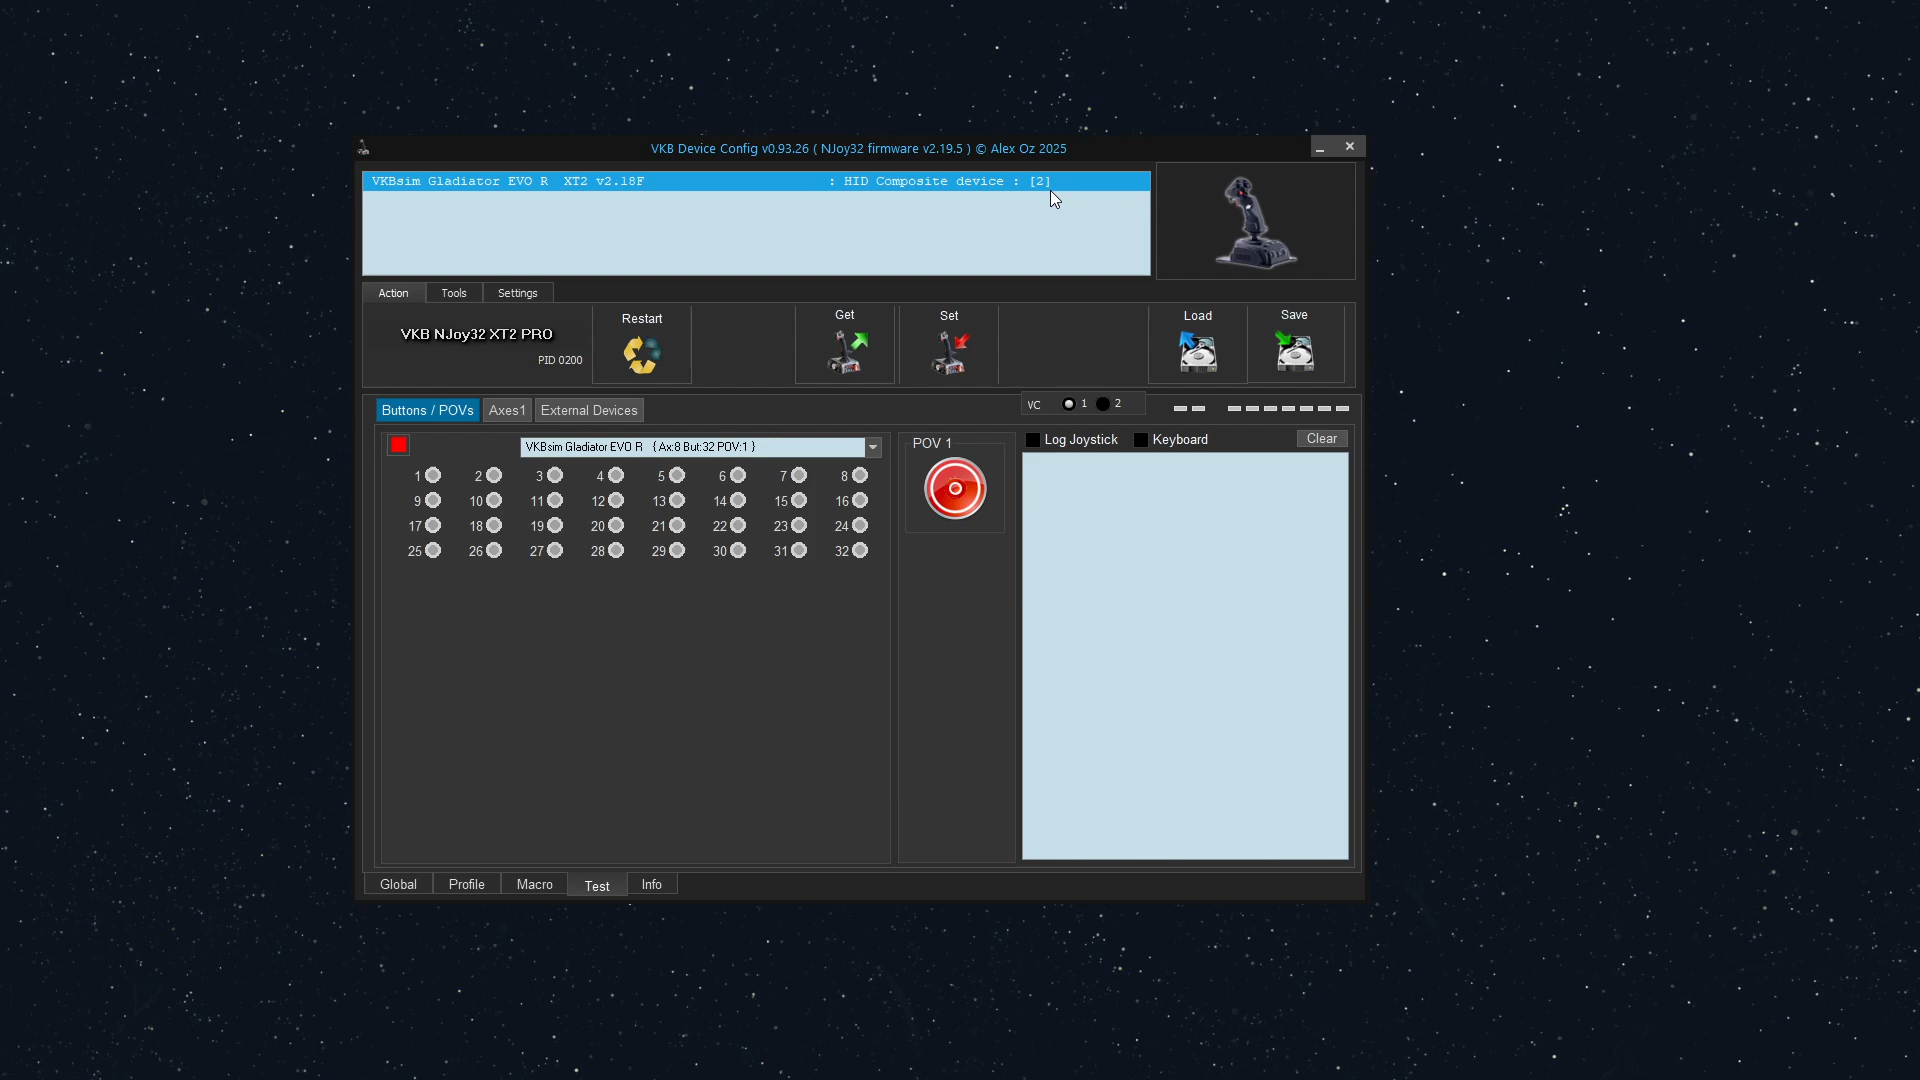 VKB Device Config v0.93.26 ( NJoy32 firmware v2.19.5 ) © Alex Oz 2025
VKBsim Gladiator EVO R XT2 v2.18F : HID Composite device : [2]
Action Tools Settings
VKB NJoy32 XT2 PRO
PID 0200
Restart
Get
Set
Load
Save
Buttons / POVs Axes1 External Devices
VC 1 2
VKBsim Gladiator EVO R { Ax:8 But:32 POV:1 }
1 2 3 4 5 6 7 8
9 10 11 12 13 14 15 16
17 18 19 20 21 22 23 24
25 26 27 28 29 30 31 32
POV 1
Log Joystick Keyboard Clear
Global Profile Macro Test Info